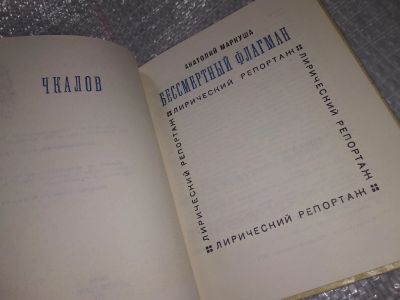 ЧКАЛОВ
АНАТОЛИЙ МАРКУША
БЕССМЕРТНЫЙ ФЛАГМАН
ЛИРИЧЕСКИЙ РЕПОРТАЖ
ЛИРИЧЕСКИЙ РЕПОРТАЖ
ЛИРИЧЕСКИЙ РЕПОРТАЖ
ЛИРИЧЕСКИЙ РЕПОРТАЖ